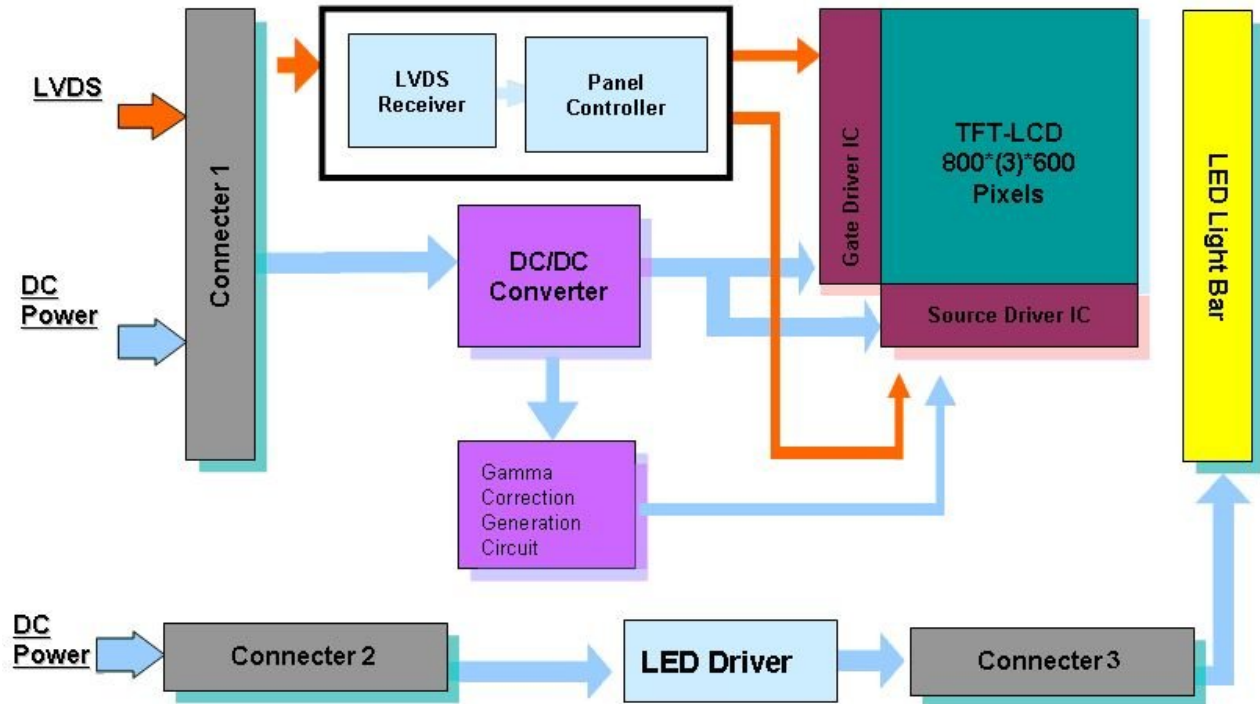 LVDS
DC
Power
Connecter 1
LVDS
Receiver
Panel
Controller
DC/DC
Converter
Gamma
Correction
Generation
Circuit
Gate Driver IC
TFT-LCD
800*(3)*600
Pixels
Source Driver IC
LED Light Bar
DC
Power
Connecter 2
LED Driver
Connecter 3